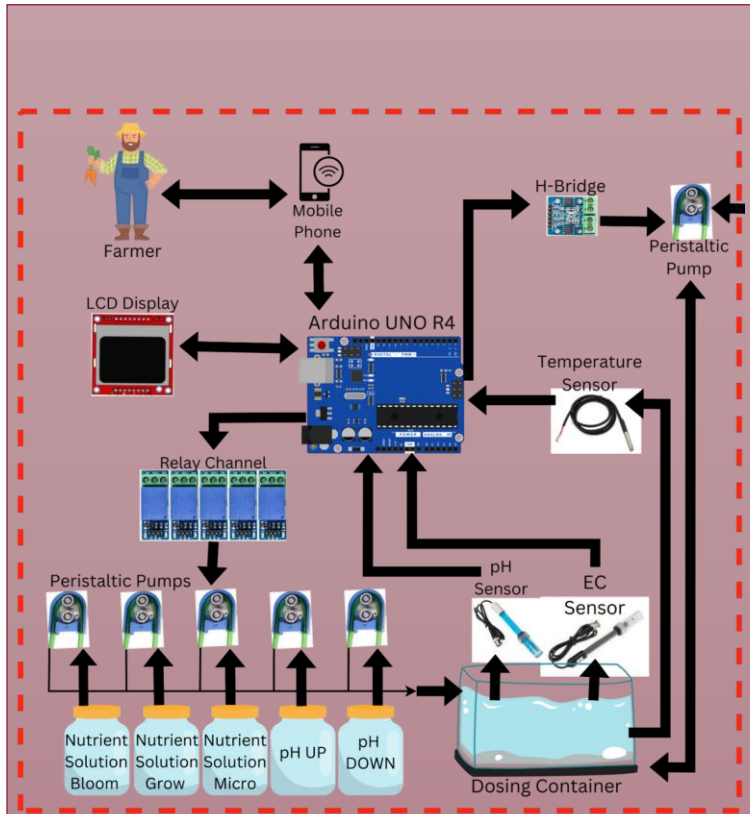 H-Bridge
Mobile
Phone
Farmer
Peristaltic
Pump
LCD Display
Arduino UNO R4
Temperature
Sensor
Relay Channel
pH
Sensor
EC
Sensor
Peristaltic Pumps
Nutrient
Solution
Bloom
Nutrient
Solution
Grow
Nutrient
Solution
Micro
pH UP
pH
DOWN
Dosing Container